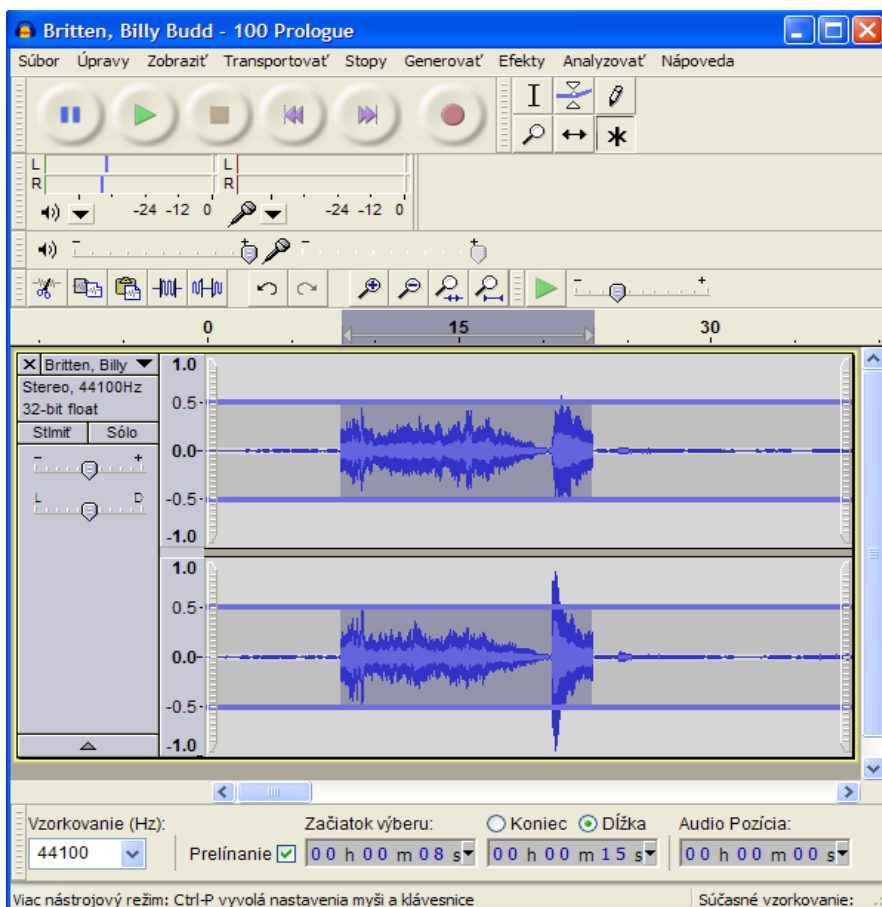 Britten, Billy Budd - 100 Prologue
Súbor Úpravy Zobraziť Transportovať Stopy Generovať Efekty Analyzovať Nápoveda
L L
R R
-24 -12 0 -24 -12 0
- + - +
- +
0 15 30
Britten, Billy
Stereo, 44100Hz
32-bit float
Stlmiť Sólo
- +
L D
1.0
0.5
0.0
-0.5
-1.0
1.0
0.5
0.0
-0.5
-1.0
Vzorkovanie (Hz): Začiatok výberu: Koniec Dĺžka Audio Pozícia:
44100 Prelínanie 00 h 00 m 08 s 00 h 00 m 15 s 00 h 00 m 00 s
Viac nástrojový režim: Ctrl-P vyvolá nastavenia myši a klávesnice Súčasné vzorkovanie: